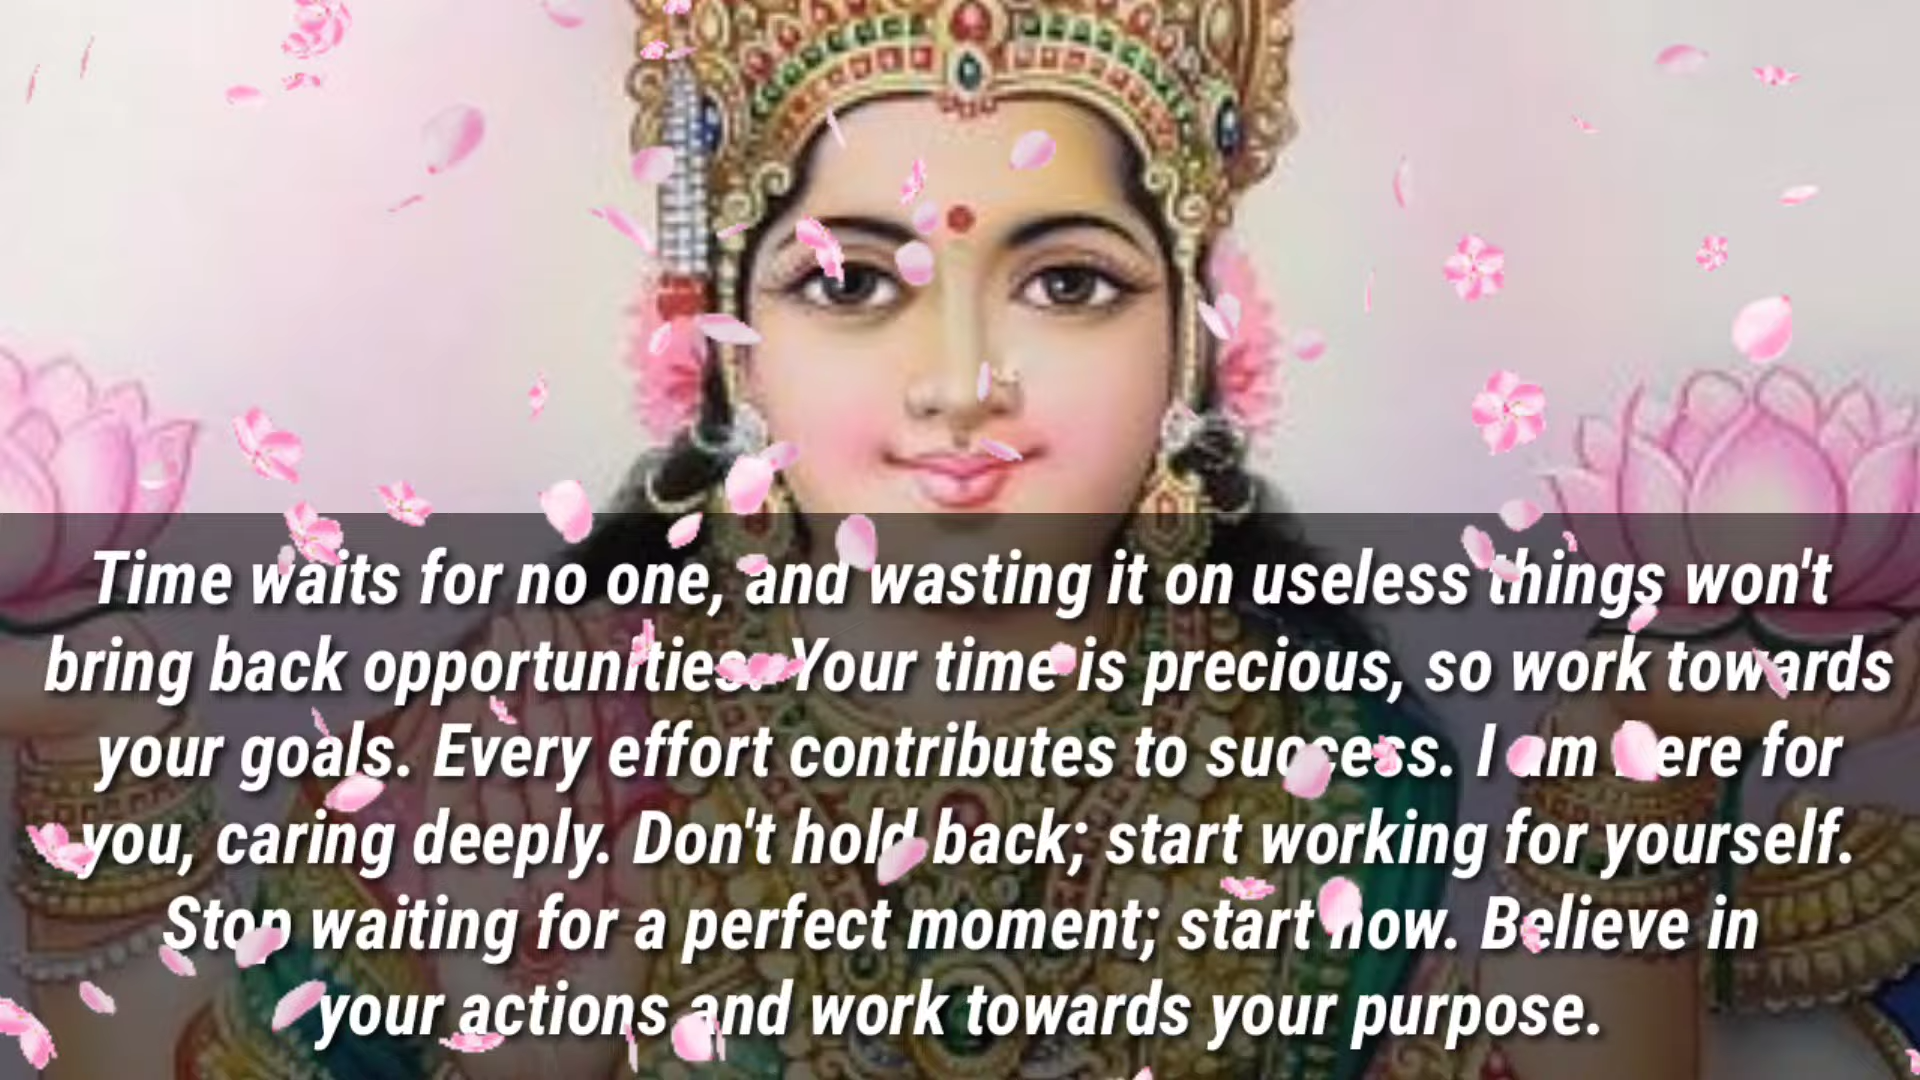 Time waits for no one, and wasting it on useless things won't
bring back opportunities. Your time is precious, so work towards
your goals. Every effort contributes to success. I am here for
you, caring deeply. Don't hold back; start working for yourself.
Stop waiting for a perfect moment; start now. Believe in
your actions and work towards your purpose.